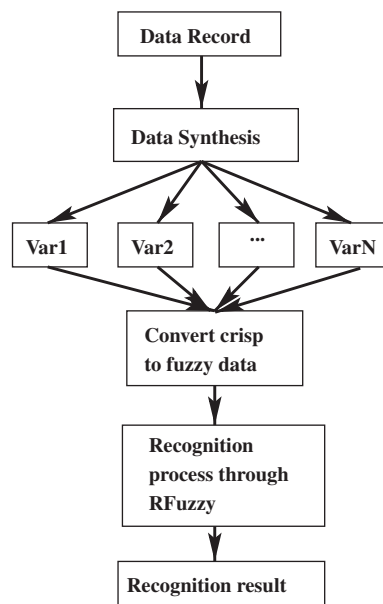 Data Record
Data Synthesis
Var1
Var2
...
VarN
Convert crisp
to fuzzy data
Recognition
process through
RFuzzy
Recognition result